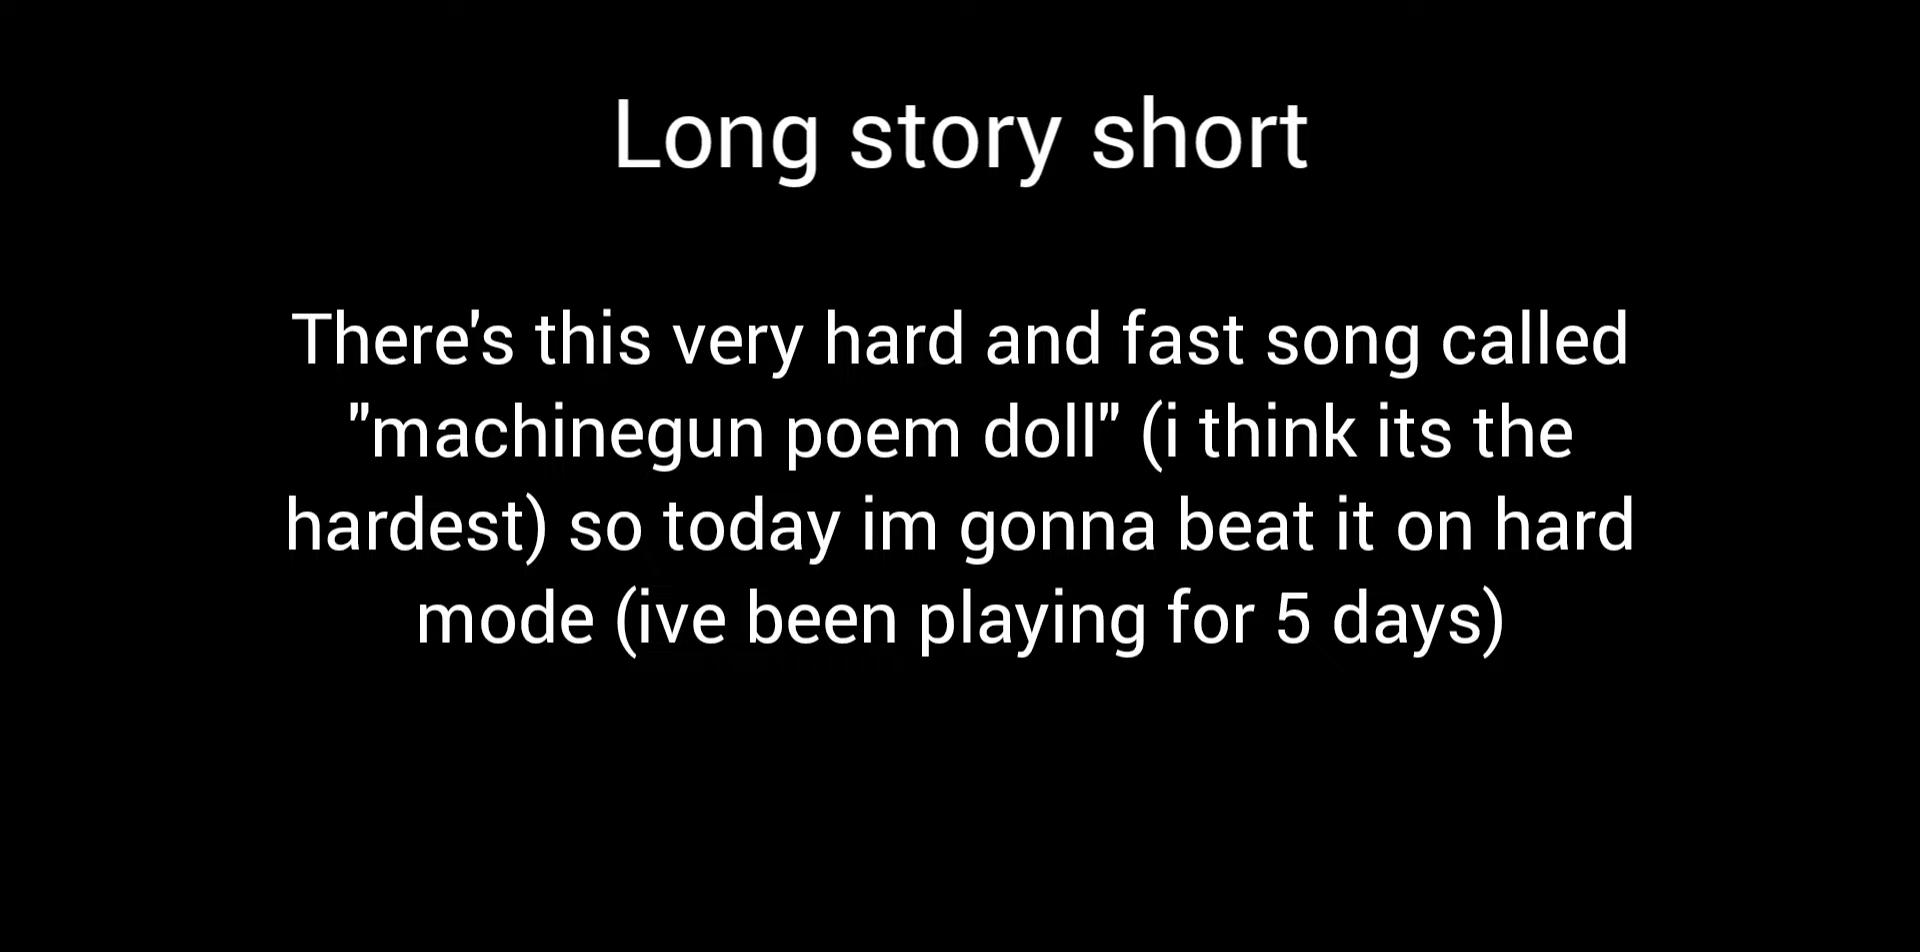 Long story short
There's this very hard and fast song called
"machinegun poem doll" (i think its the
hardest) so today im gonna beat it on hard
mode (ive been playing for 5 days)